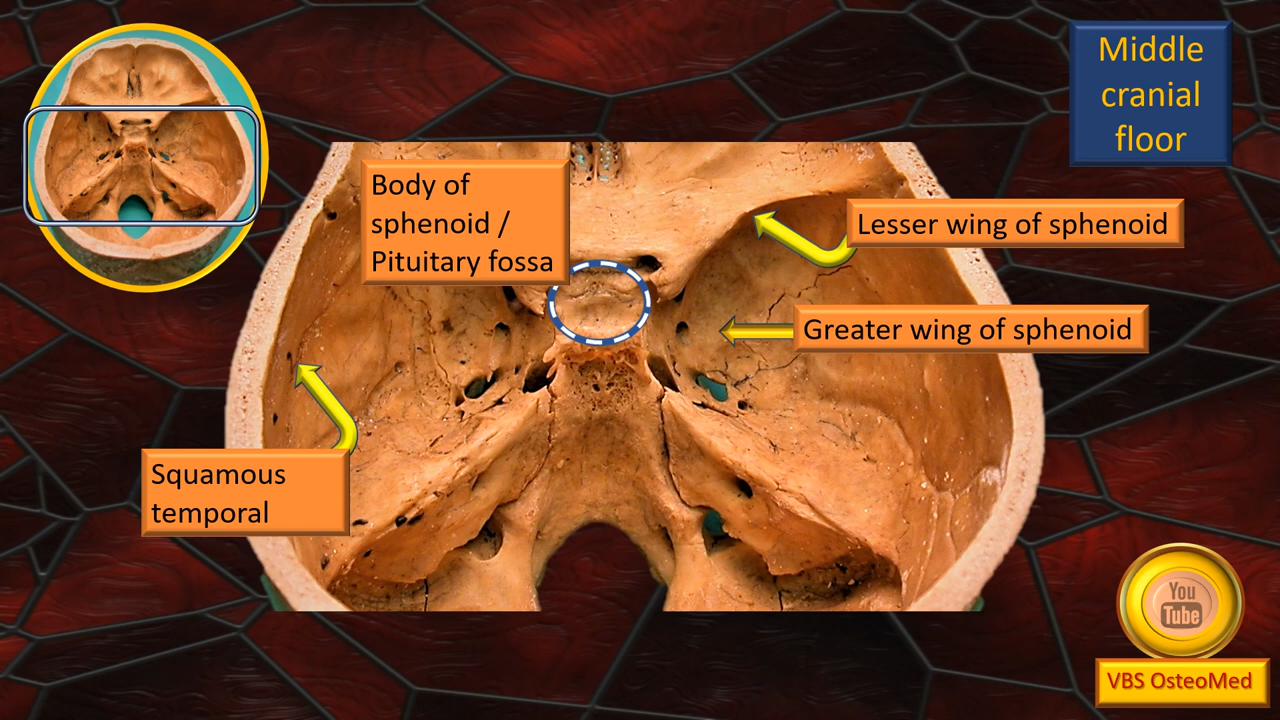 Middle
cranial
floor
Body of
sphenoid /
Pituitary fossa
Lesser wing of sphenoid
Greater wing of sphenoid
Squamous
temporal
You
Tube
VBS OsteoMed